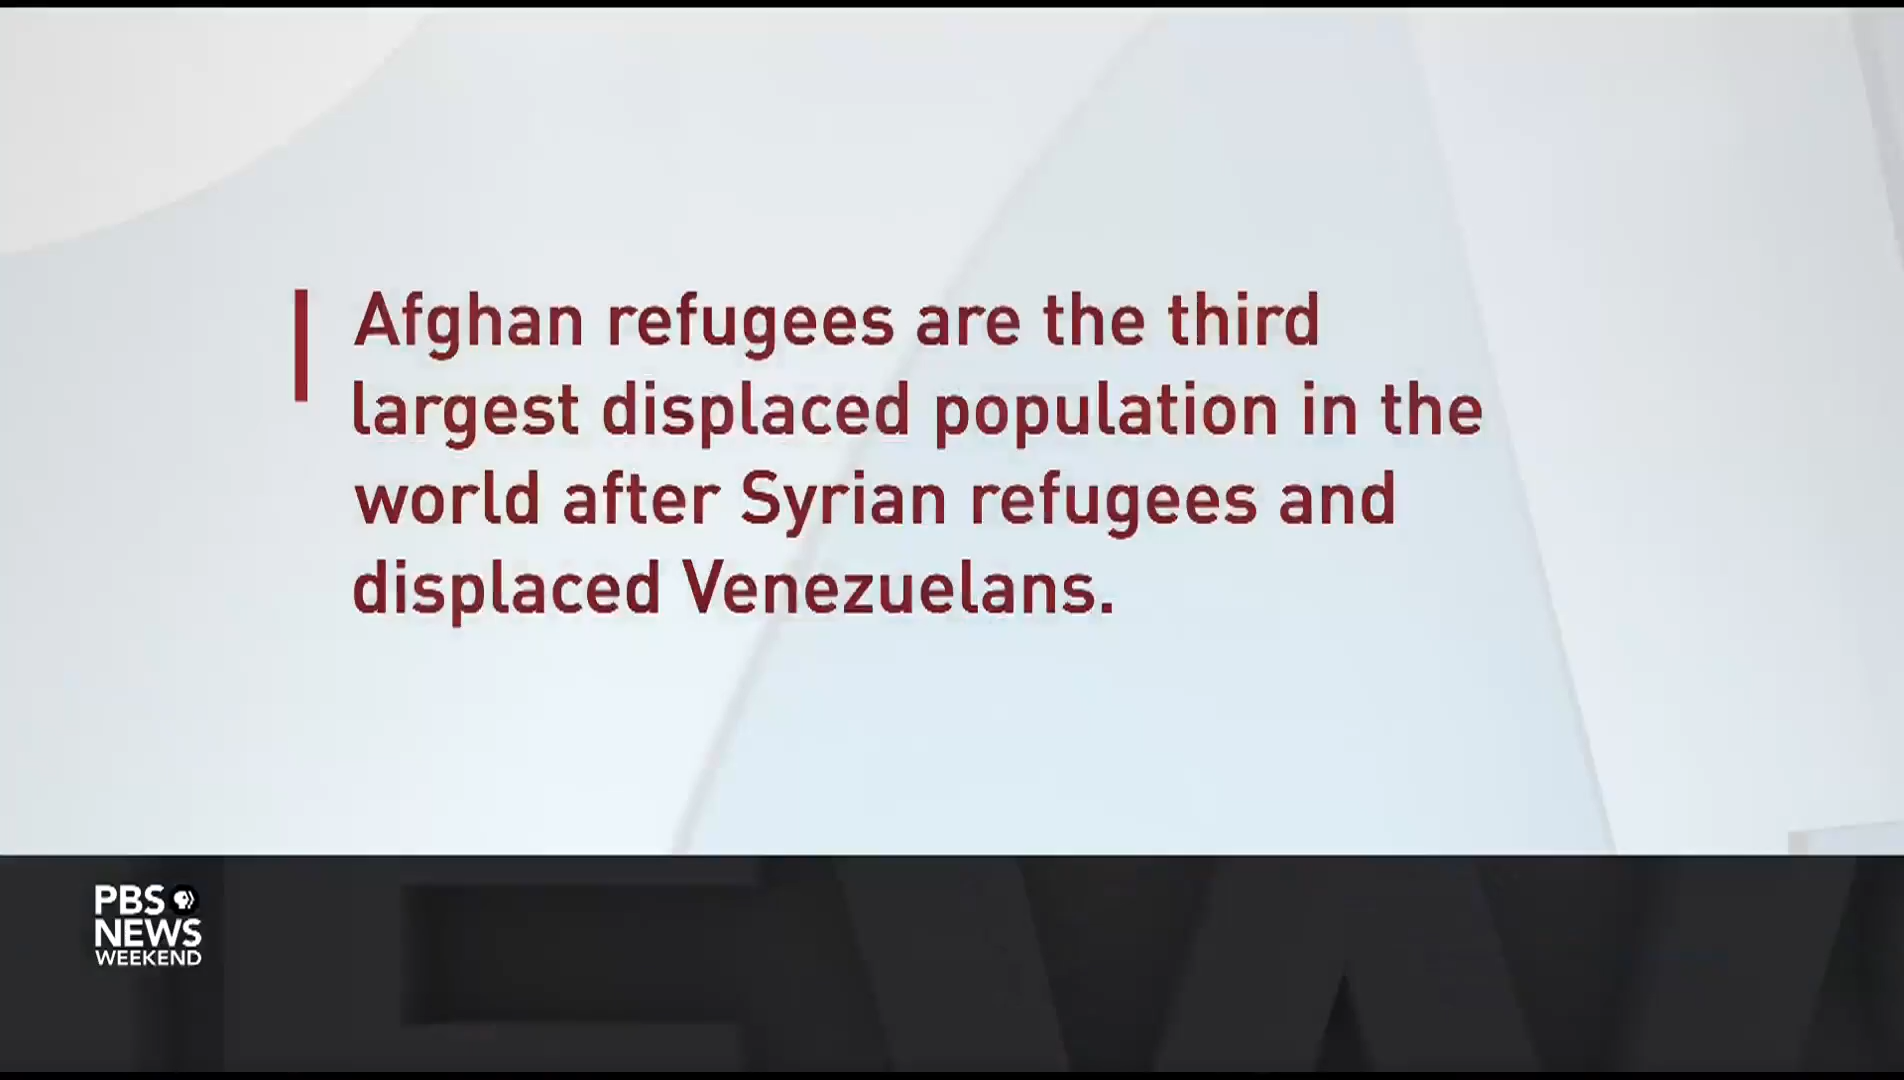 Afghan refugees are the third
largest displaced population in the
world after Syrian refugees and
displaced Venezuelans.
PBS
NEWS
WEEKEND